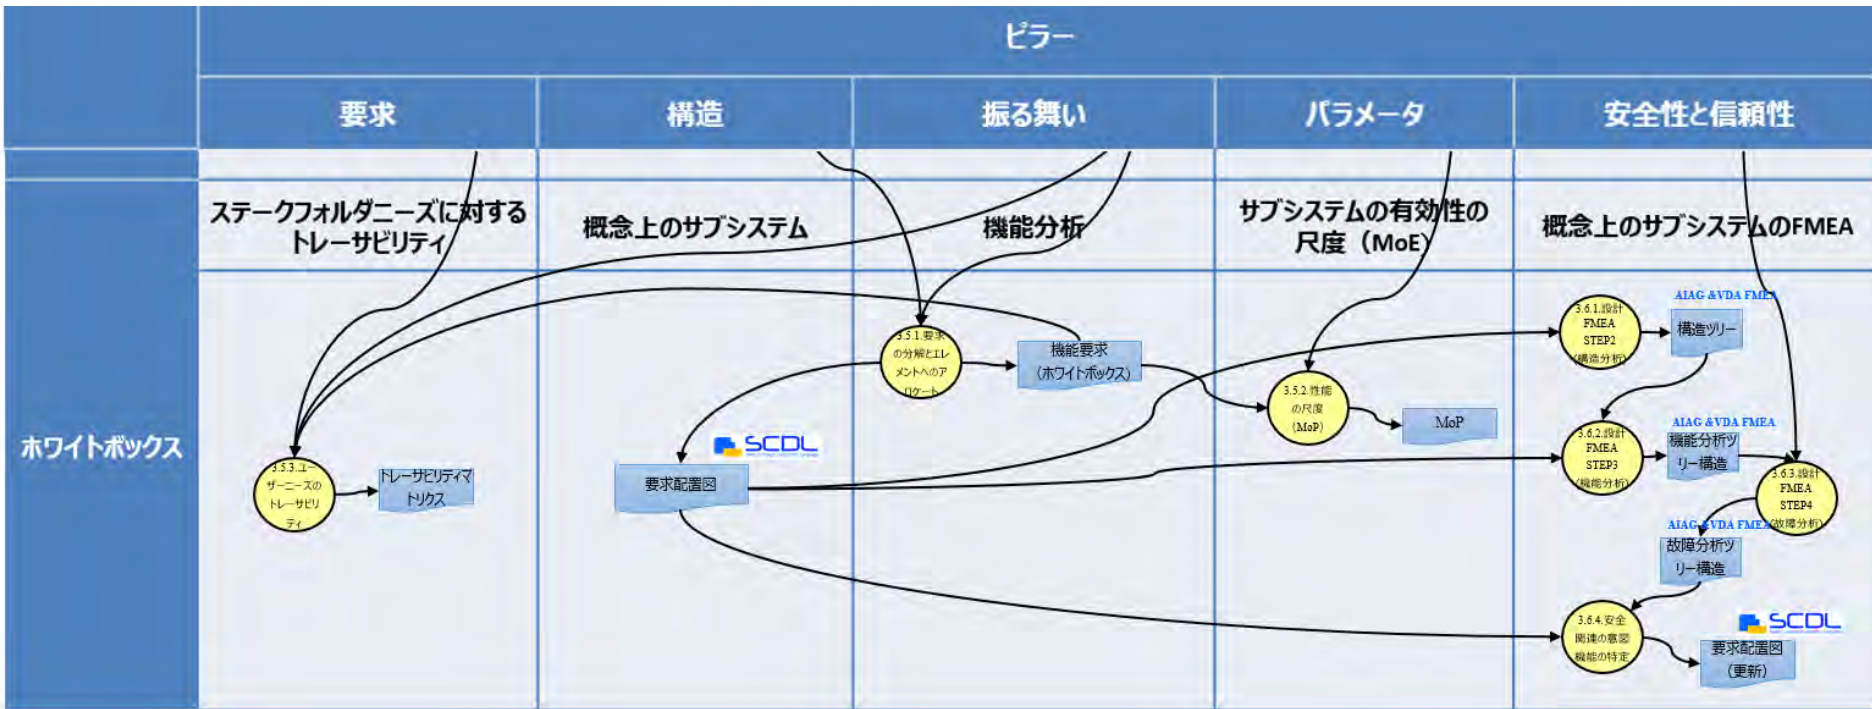 ピラー
要求
構造
振る舞い
パラメータ
安全性と信頼性
ホワイトボックス
ステークフォルダニーズに対する
トレーサビリティ
概念上のサブシステム
機能分析
サブシステムの有効性の
尺度（MoE）
概念上のサブシステムのFMEA
3.5.3.ユー
ザーニーズの
トレーサビリ
ティ
トレーサビリティマ
トリクス
SCDL
要求配置図
3.5.1.要求
の分解とエレ
メントへのア
ロケート
機能要求
（ホワイトボックス）
3.5.2.性能
の尺度
（MoP）
MoP
3.6.1.設計
FMEA
STEP2
(構造分析)
AIAG &VDA FMEA
構造ツリー
3.6.2.設計
FMEA
STEP3
(機能分析)
AIAG &VDA FMEA
機能分析ツ
リー構造
3.6.3.設計
FMEA
STEP4
(故障分析)
AIAG &VDA FMEA
故障分析ツ
リー構造
3.6.4.安全
関連の意図
機能の特定
SCDL
要求配置図
（更新）